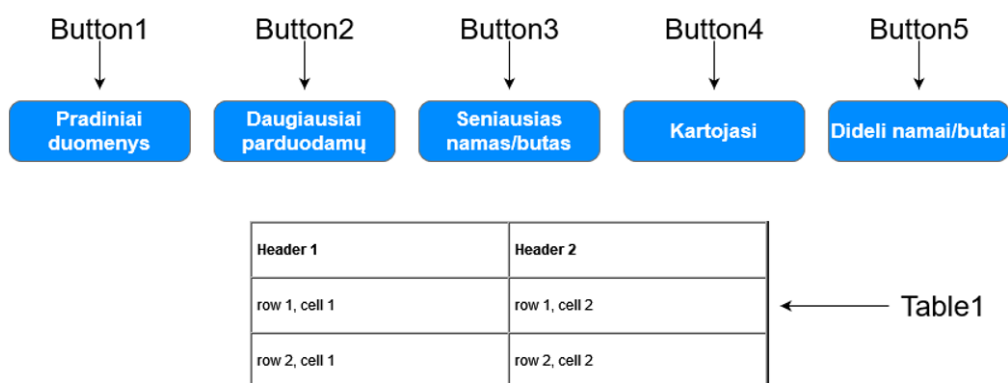 Button1 Button2 Button3 Button4 Button5
Pradiniai duomenys
Daugiausiai parduodamų
Seniausias namas/butas
Kartojasi
Dideli namai/butai
Header 1 Header 2
row 1, cell 1 row 1, cell 2
Table1
row 2, cell 1 row 2, cell 2